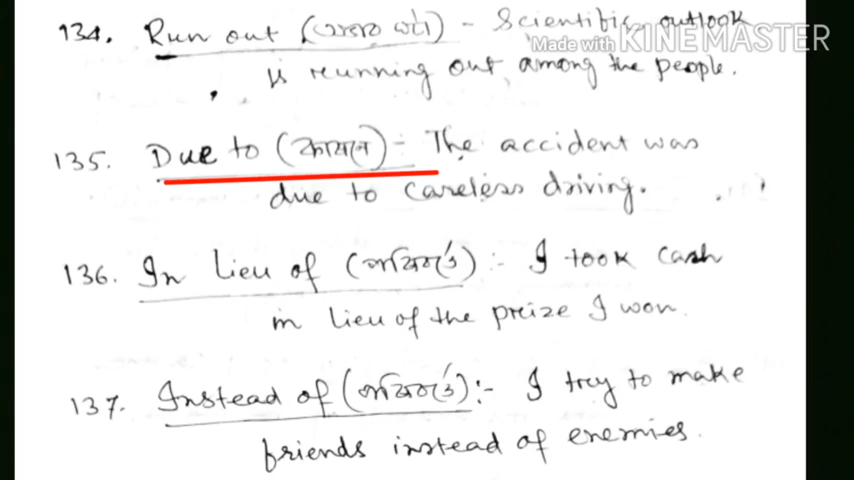 134. Run out ( ) - Scientific outlook
Made with KINEMASTER
is running out among the people.
135. Due to (কারণে) :- The accident was
due to careless driving.
136. In lieu of (পরিবর্তে) :- I took cash
in lieu of the prize I won.
137. Instead of (পরিবর্তে) :- I try to make
friends instead of enemies.